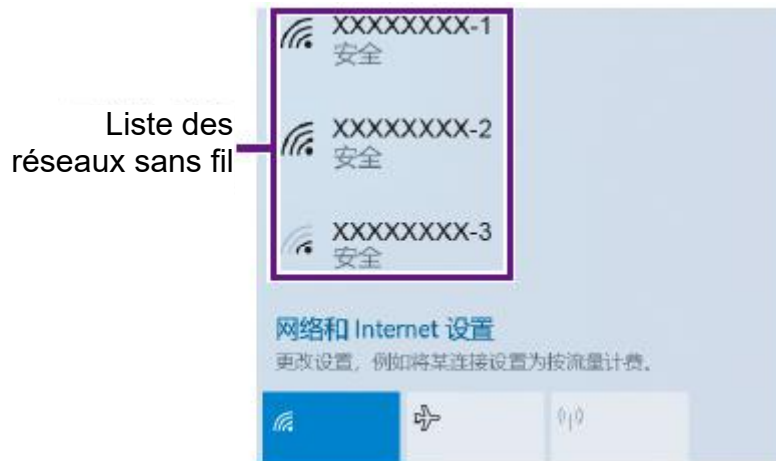 XXXXXXXX-1
安全
Liste des
réseaux sans fil
XXXXXXXX-2
安全
XXXXXXXX-3
安全
网络和 Internet 设置
更改设置，例如将某连接设置为按流量计费。